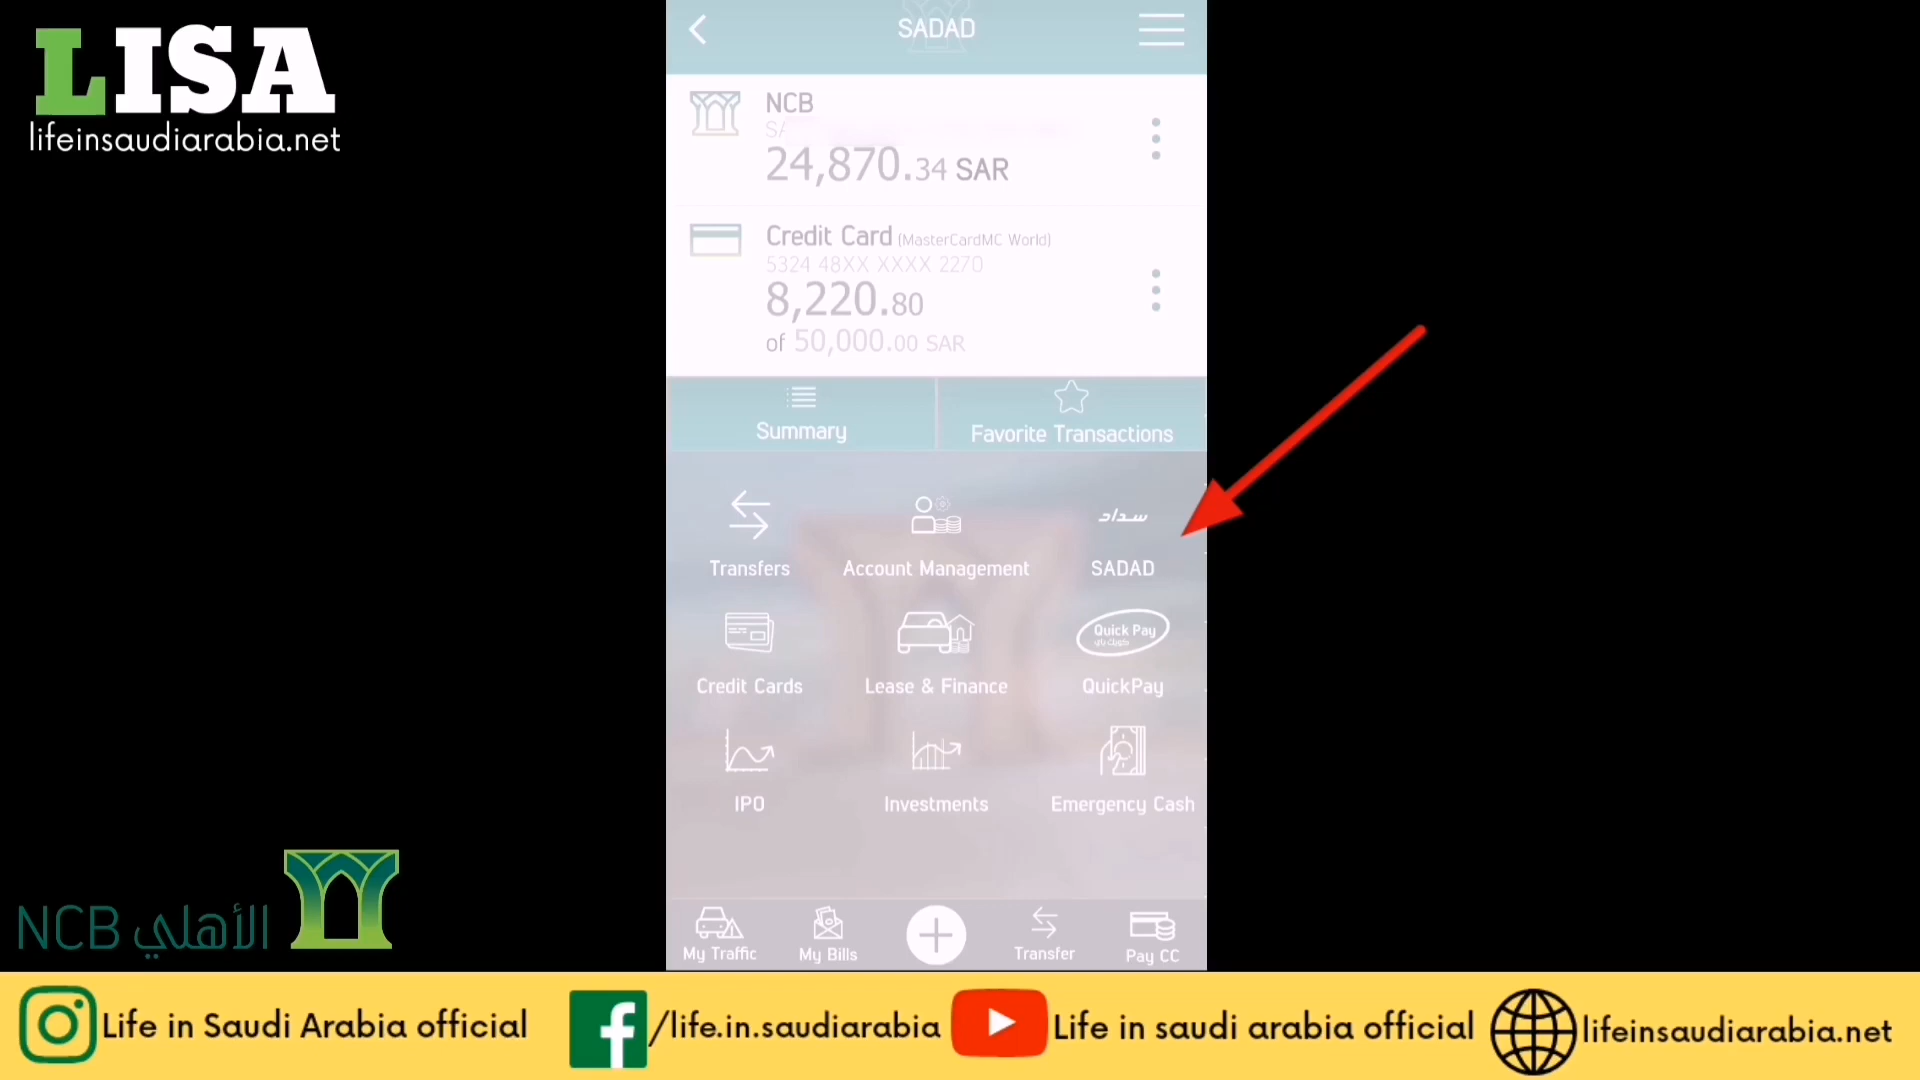 LISA
lifeinsaudiarabia.net
SADAD
NCB
24,870.34 SAR
Credit Card (MasterCardMC World)
5324 48XX XXXX 2270
8,220.80
of 50,000.00 SAR
Summary
Favorite Transactions
سداد
Transfers
Account Management
SADAD
Quick Pay
كويك باي
Credit Cards
Lease & Finance
QuickPay
IPO
Investments
Emergency Cash
NCB الأهلي
My Traffic
My Bills
Transfer
Pay CC
Life in Saudi Arabia official
/life.in.saudiarabia
Life in saudi arabia official
lifeinsaudiarabia.net